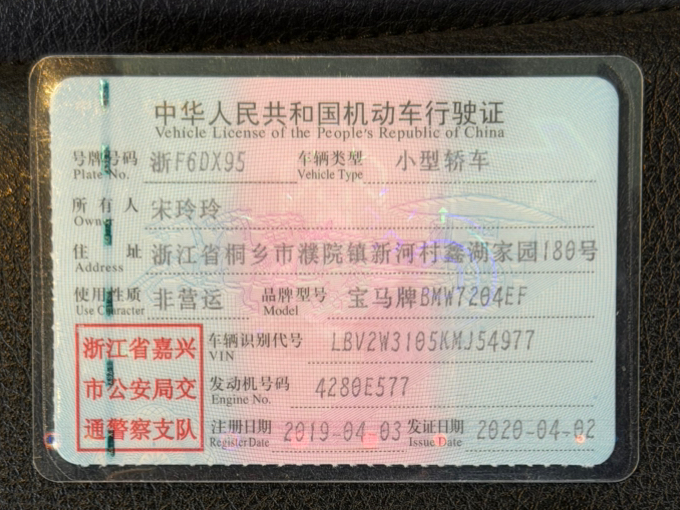 中华人民共和国机动车行驶证
Vehicle License of the People's Republic of China
号牌号码 浙F6DX95 车辆类型 小型轿车
Plate No. Vehicle Type
所有人 宋玲玲
Owner
住址 浙江省桐乡市濮院镇新河村鑫湖家园180号
Address
使用性质 非营运 品牌型号 宝马牌BMW7204EF
Use Character Model
浙江省嘉兴
市公安局交
通警察支队
车辆识别代号 LBV2W3105KMJ54977
VIN
发动机号码 4280E577
Engine No.
注册日期 2019-04-03 发证日期 2020-04-02
Register Date Issue Date